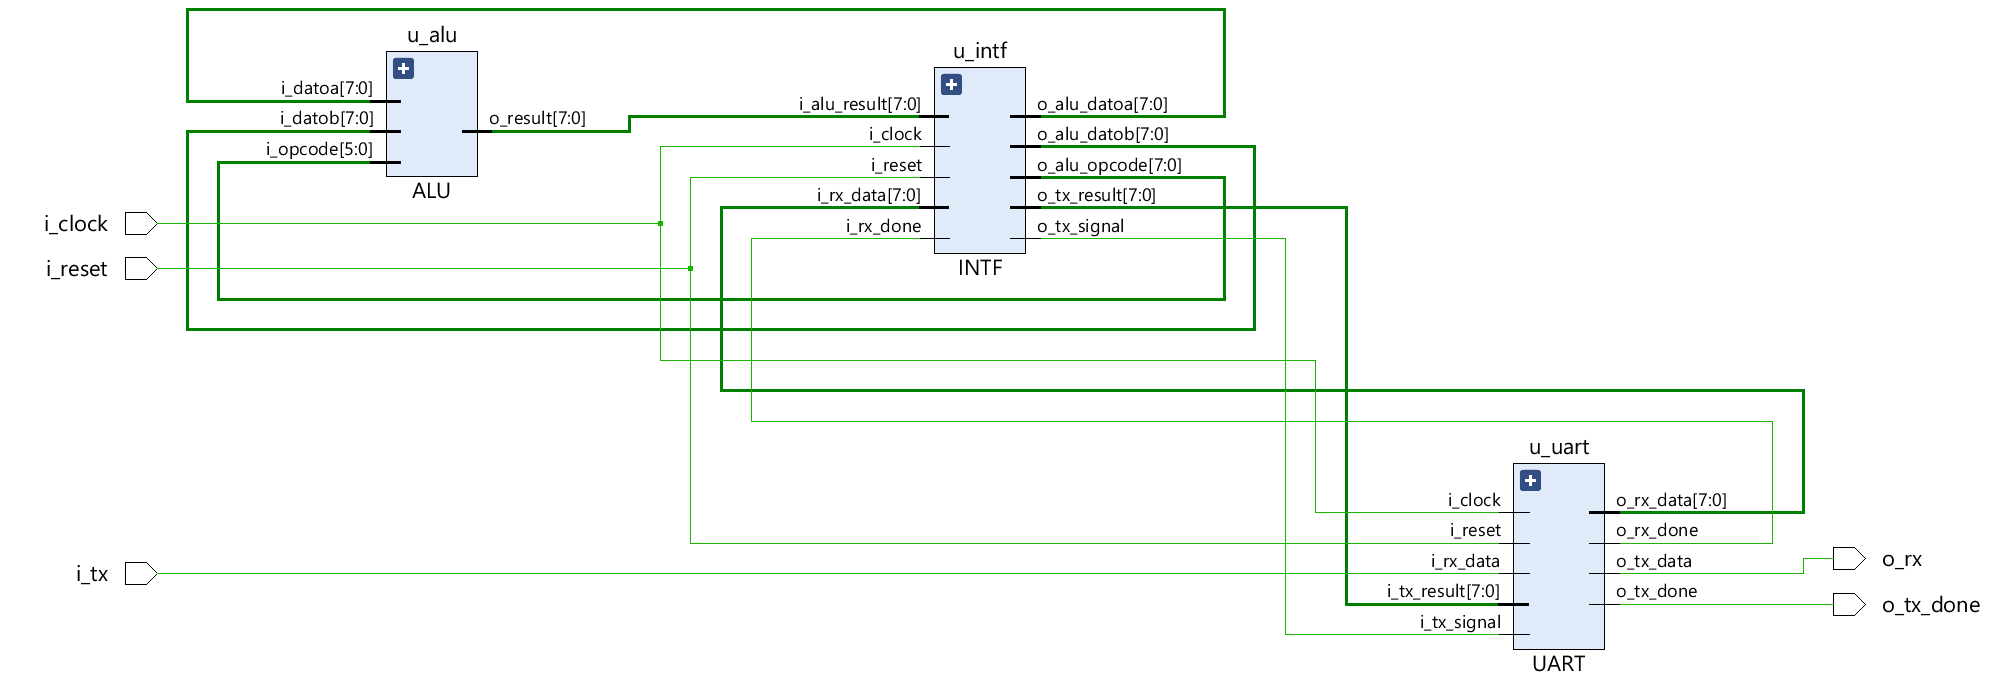 u_alu
i_datoa[7:0]
i_datob[7:0]
i_opcode[5:0]
o_result[7:0]
ALU
u_intf
i_alu_result[7:0]
i_clock
i_reset
i_rx_data[7:0]
i_rx_done
o_alu_datoa[7:0]
o_alu_datob[7:0]
o_alu_opcode[7:0]
o_tx_result[7:0]
o_tx_signal
INTF
i_clock
i_reset
i_tx
u_uart
i_clock
i_reset
i_rx_data
i_tx_result[7:0]
i_tx_signal
o_rx_data[7:0]
o_rx_done
o_tx_data
o_tx_done
UART
o_rx
o_tx_done